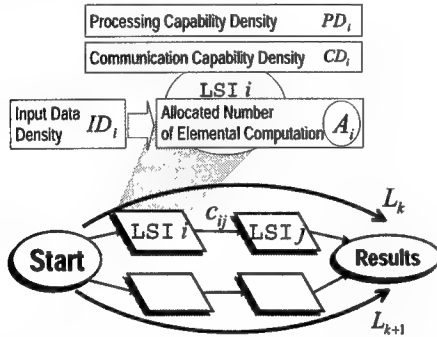 Processing Capability Density PD_i
Communication Capability Density CD_i
LSI i
Input Data
Density ID_i
Allocated Number
of Elemental Computation A_i
L_k
C_ij
LSI i
LSI j
Start
Results
L_k+1